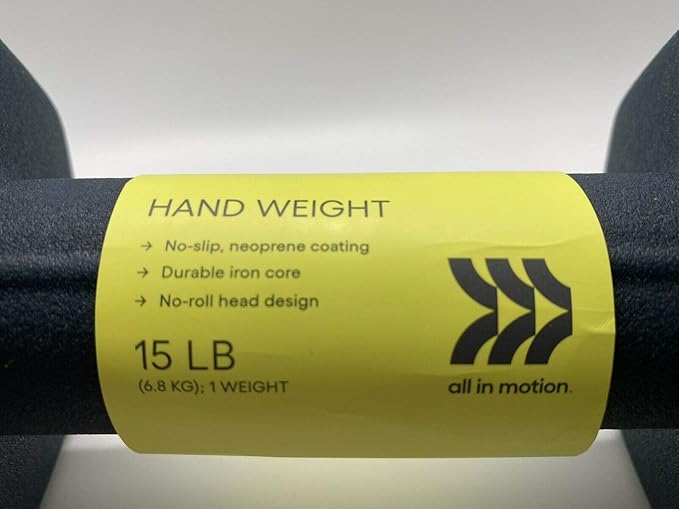 HAND WEIGHT
→ No-slip, neoprene coating
→ Durable iron core
→ No-roll head design
15 LB
(6.8 KG); 1 WEIGHT
all in motion.